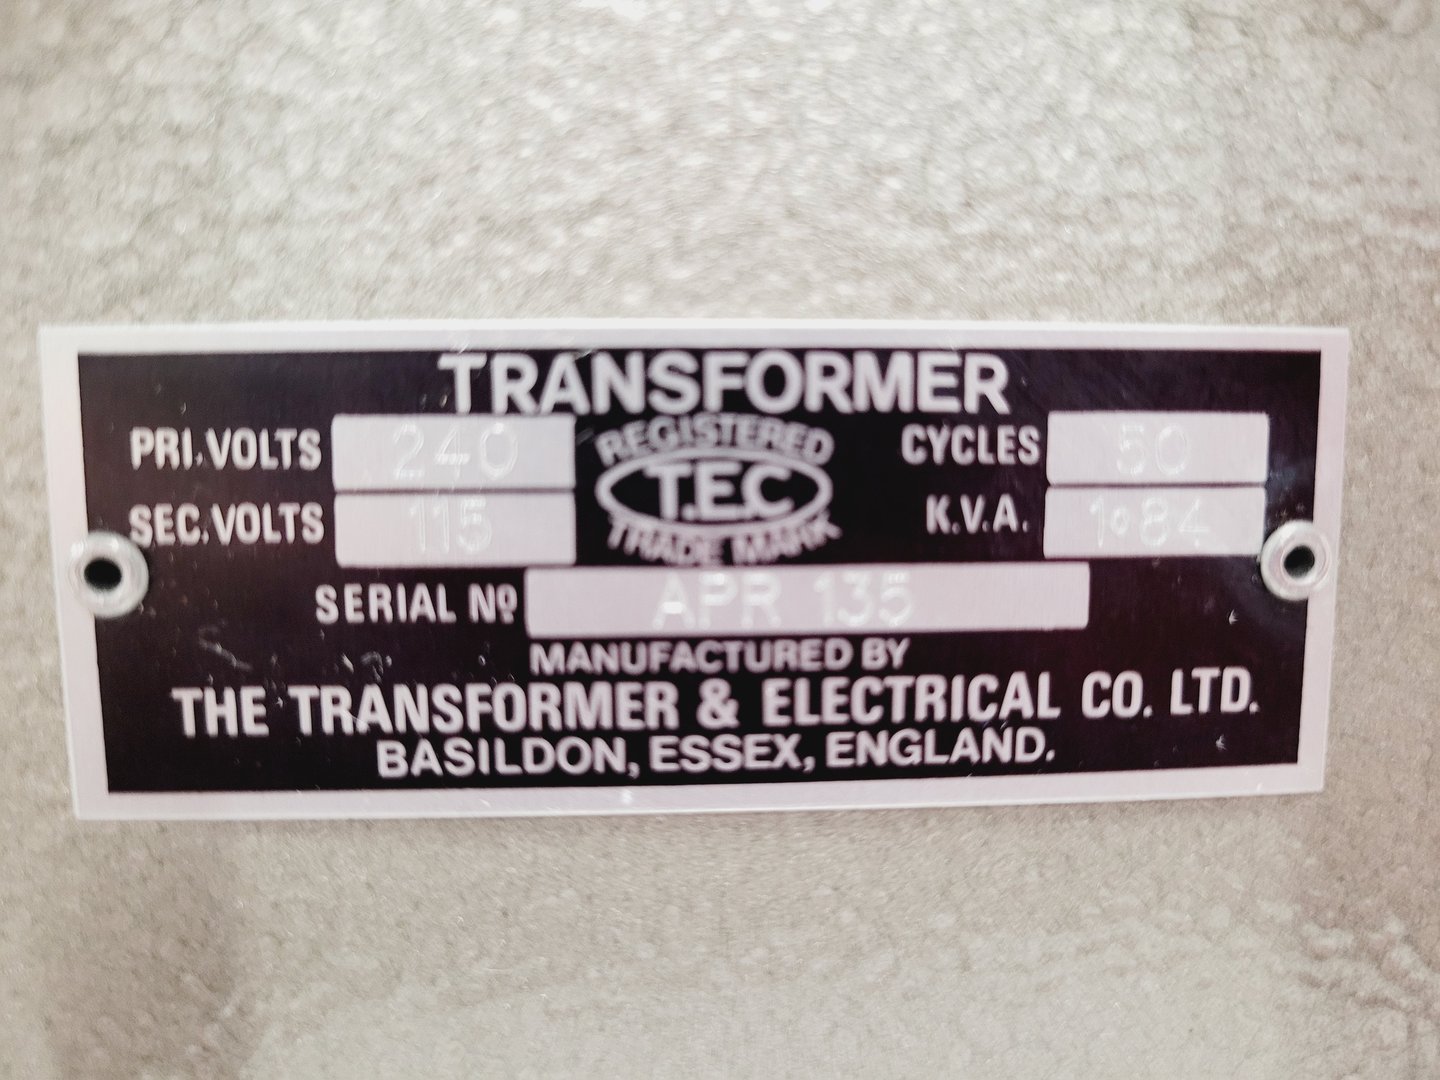 TRANSFORMER
PRI. VOLTS 240
SEC. VOLTS 115
REGISTERED
T.E.C
TRADE MARK
CYCLES 50
K.V.A. 1.84
SERIAL Nº APR 135
MANUFACTURED BY
THE TRANSFORMER & ELECTRICAL CO. LTD.
BASILDON, ESSEX, ENGLAND.